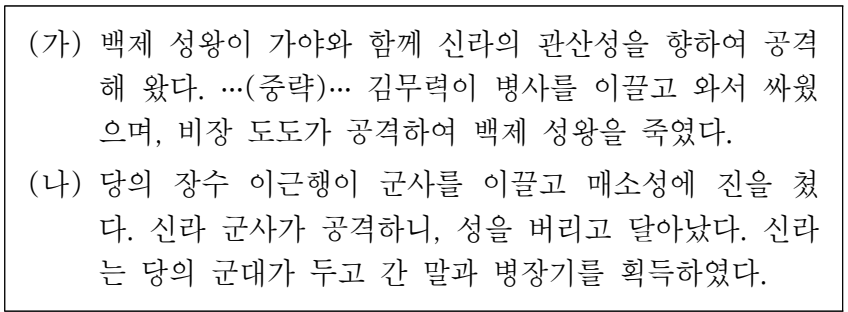 (가) 백제 성왕이 가야와 함께 신라의 관산성을 향하여 공격
해 왔다. …(중략)… 김무력이 병사를 이끌고 와서 싸웠
으며, 비장 도도가 공격하여 백제 성왕을 죽였다.
(나) 당의 장수 이근행이 군사를 이끌고 매소성에 진을 쳤
다. 신라 군사가 공격하니, 성을 버리고 달아났다. 신라
는 당의 군대가 두고 간 말과 병장기를 획득하였다.